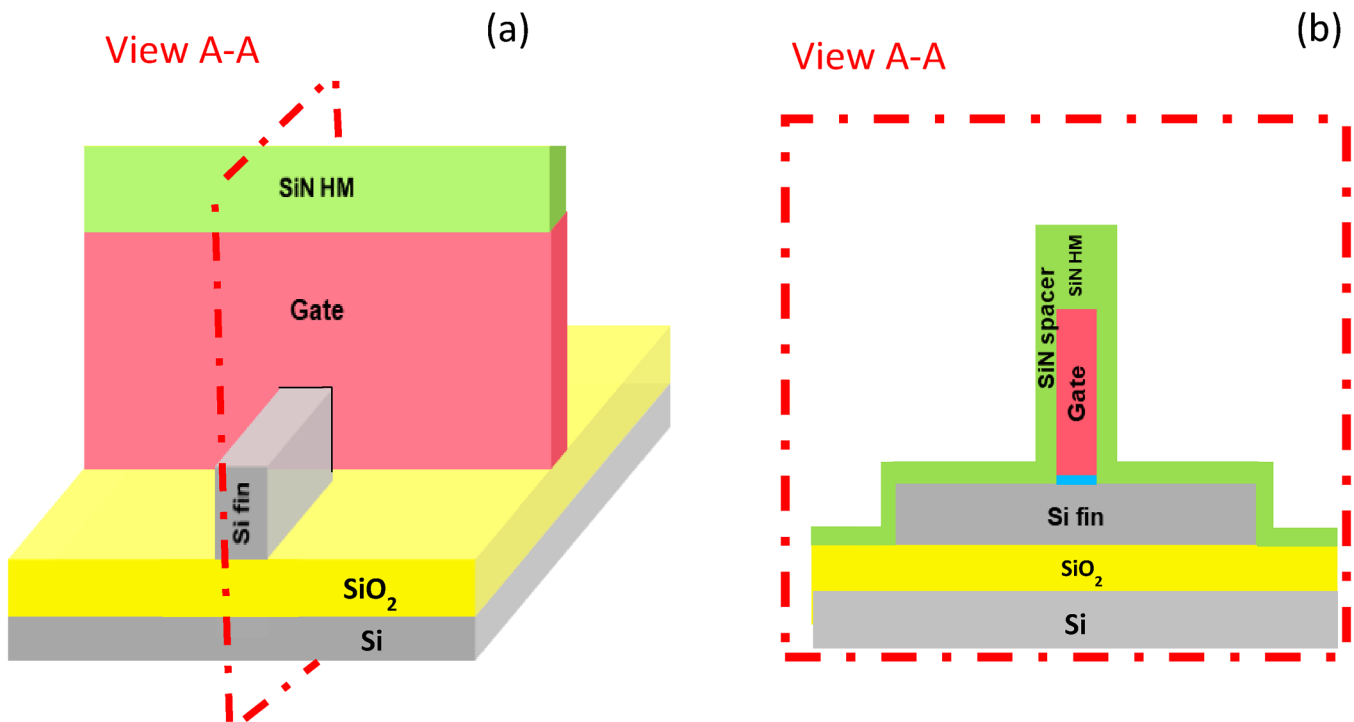 View A-A
(a)
SiN HM
Gate
Si fin
SiO₂
Si
View A-A
(b)
SiN spacer
SiN HM
Gate
Si fin
SiO₂
Si